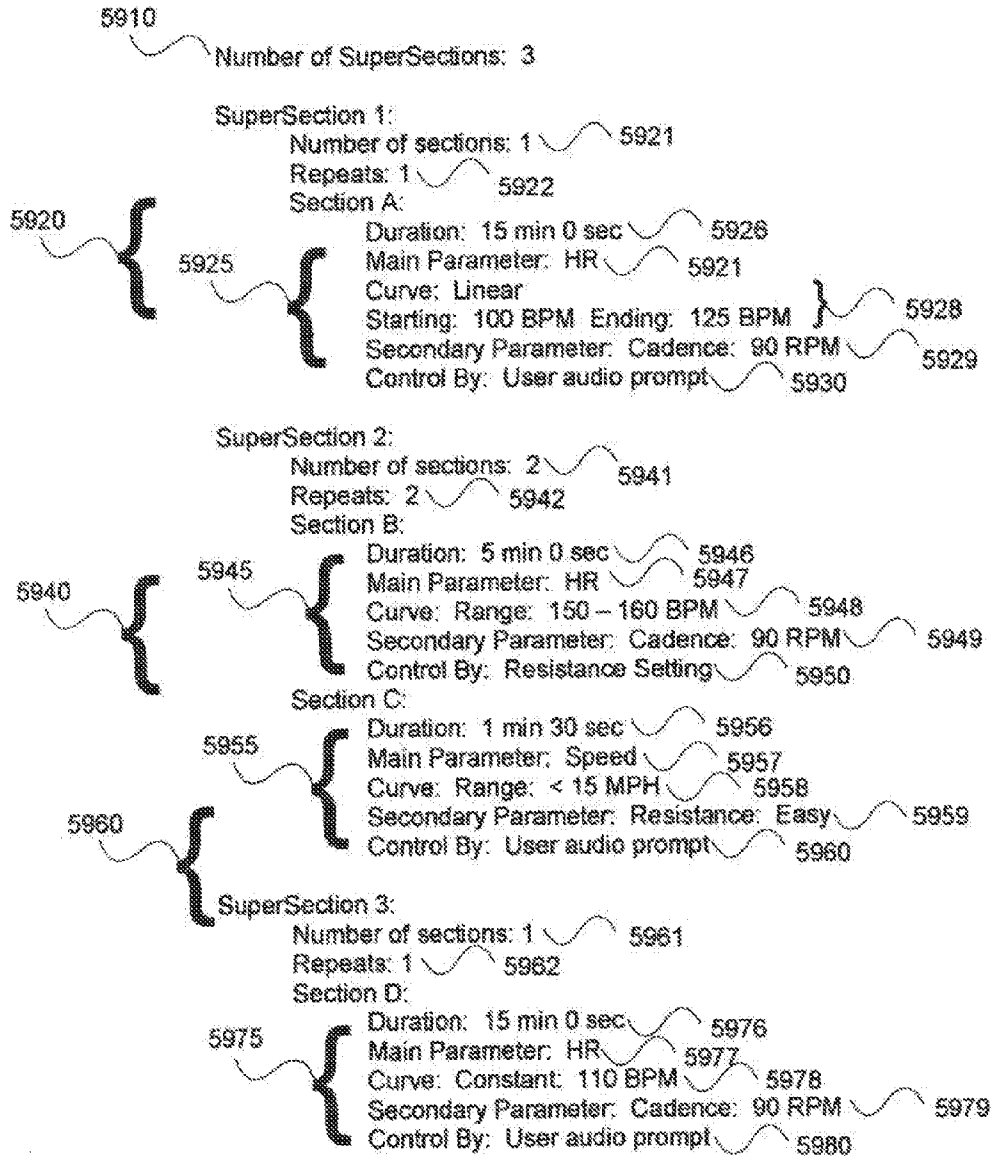 5910
Number of SuperSections: 3
SuperSection 1:
Number of sections: 1 5921
Repeats: 1 5922
Section A:
5920
Duration: 15 min 0 sec 5926
5925 Main Parameter: HR 5921
Curve: Linear
Starting: 100 BPM Ending: 125 BPM } 5928
Secondary Parameter: Cadence: 90 RPM 5929
Control By: User audio prompt 5930
SuperSection 2:
Number of sections: 2 5941
Repeats: 2 5942
Section B:
Duration: 5 min 0 sec 5946
5940 5945 Main Parameter: HR 5947
Curve: Range: 150 – 160 BPM 5948
Secondary Parameter: Cadence: 90 RPM 5949
Control By: Resistance Setting 5950
Section C:
Duration: 1 min 30 sec 5956
5955 Main Parameter: Speed 5957
Curve: Range: < 15 MPH 5958
5960 Secondary Parameter: Resistance: Easy 5959
Control By: User audio prompt 5960
SuperSection 3:
Number of sections: 1 5961
Repeats: 1 5962
Section D:
Duration: 15 min 0 sec 5976
5975 Main Parameter: HR 5977
Curve: Constant: 110 BPM 5978
Secondary Parameter: Cadence: 90 RPM 5979
Control By: User audio prompt 5980